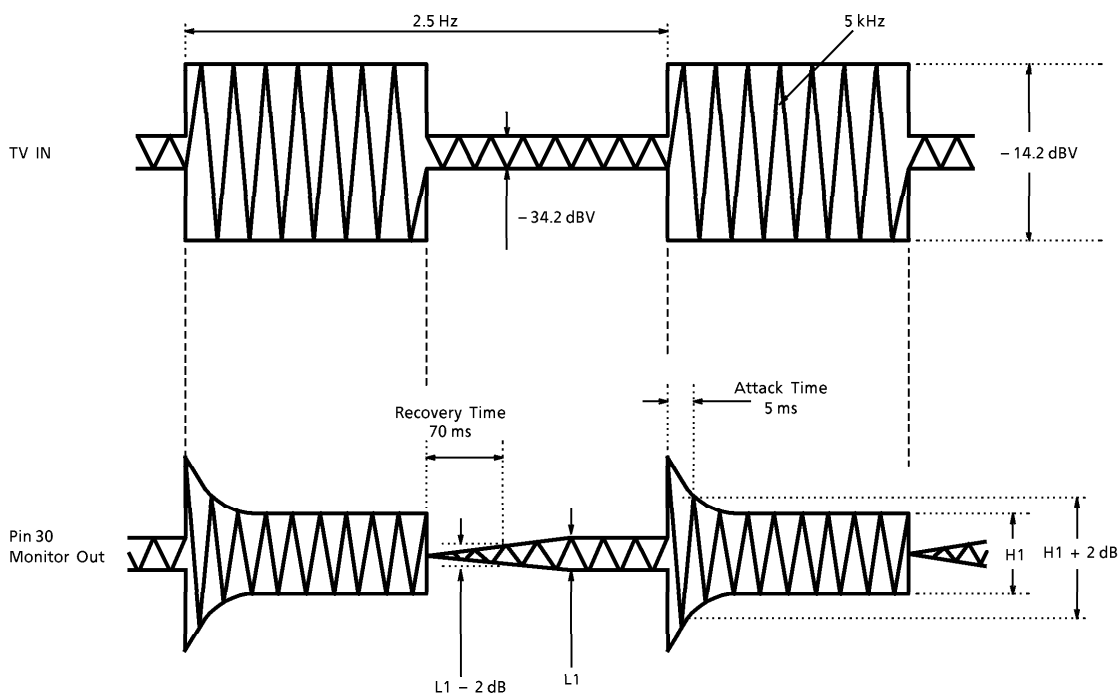 2.5 Hz
5 kHz
TV IN
– 14.2 dBV
– 34.2 dBV
Attack Time
5 ms
Recovery Time
70 ms
Pin 30
Monitor Out
H1
H1 + 2 dB
L1 – 2 dB
L1